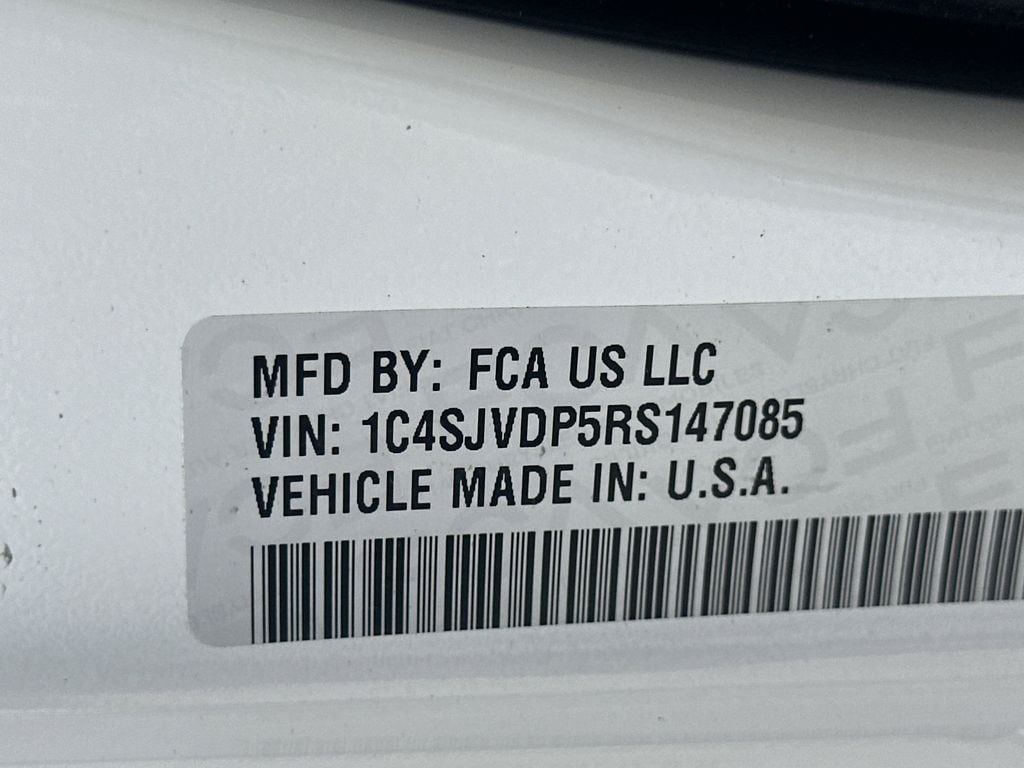 MFD BY: FCA US LLC
VIN: 1C4SJVDP5RS147085
VEHICLE MADE IN: U.S.A.